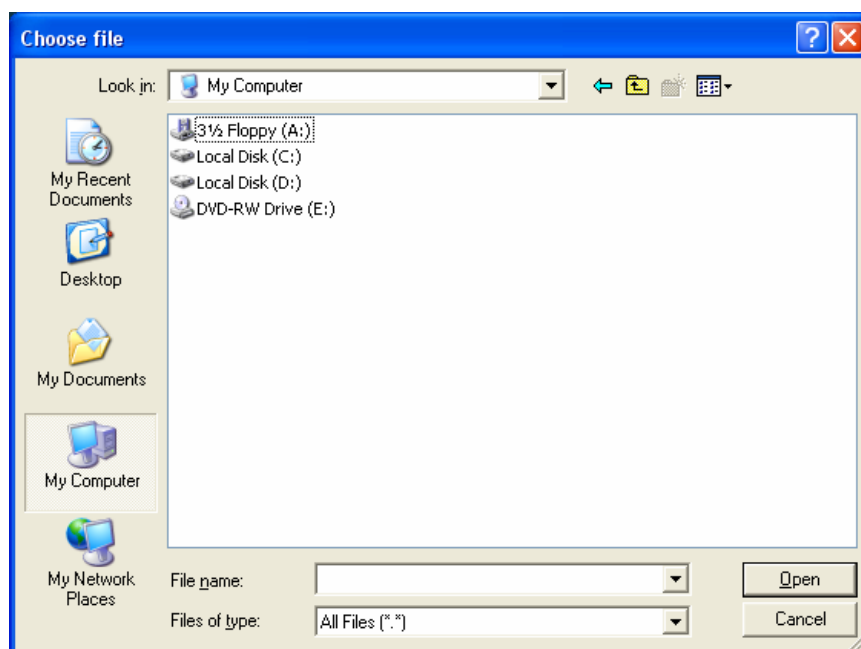 Choose file
Look in:
My Computer
3½ Floppy (A:)
Local Disk (C:)
Local Disk (D:)
DVD-RW Drive (E:)
My Recent
Documents
Desktop
My Documents
My Computer
My Network
Places
File name:
Open
Files of type:
All Files (*.*)
Cancel